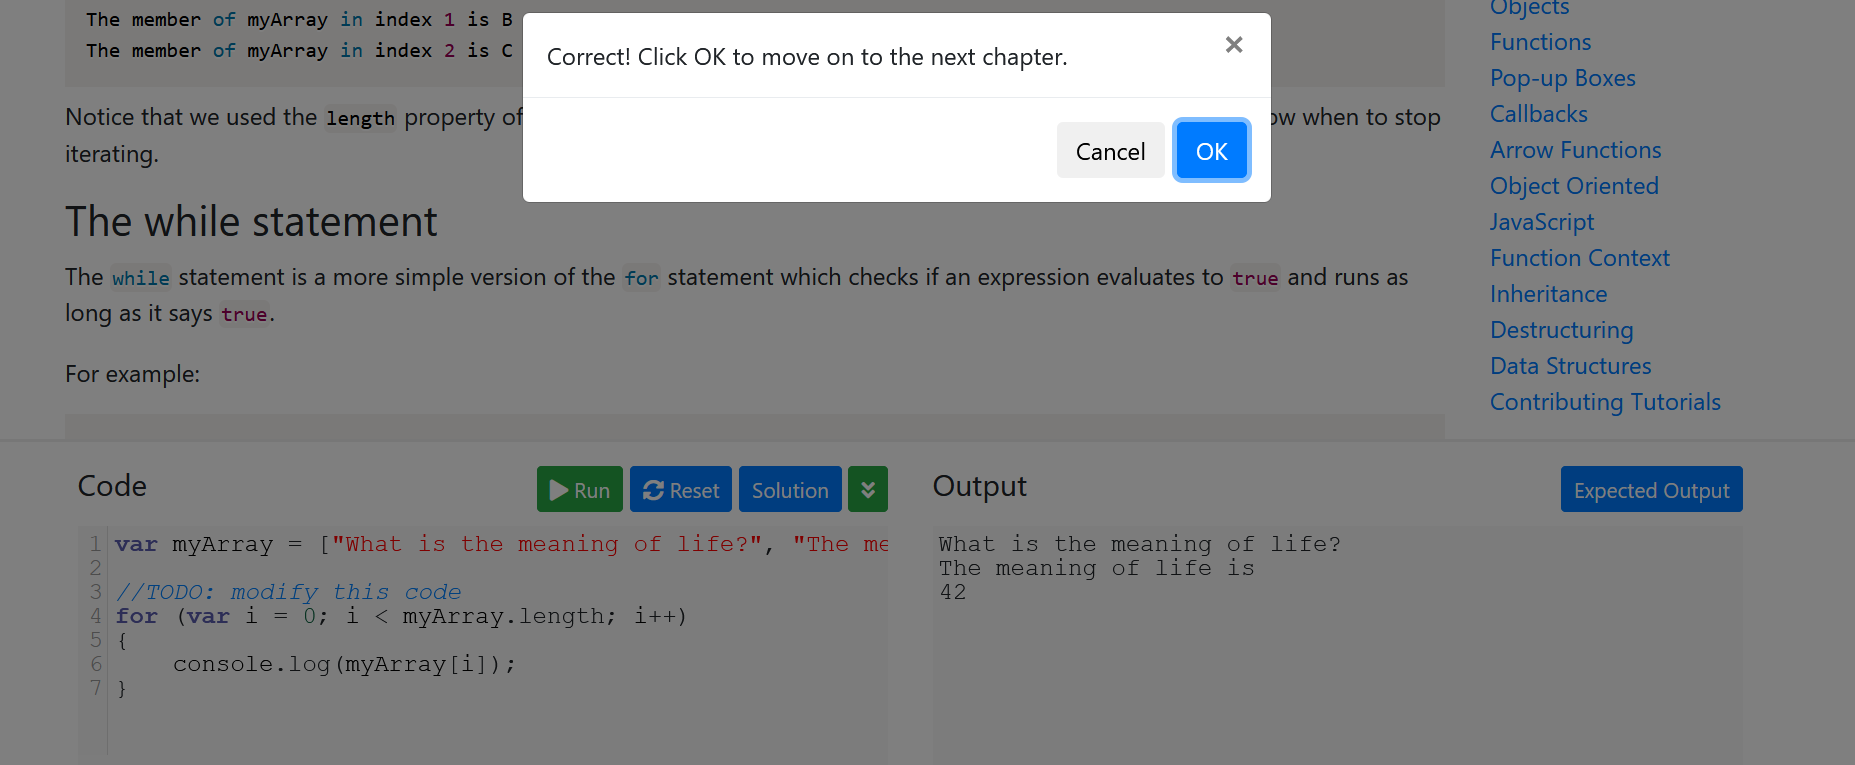 The member of myArray in index 1 is B
The member of myArray in index 2 is C
Correct! Click OK to move on to the next chapter.
×
Cancel
OK
Notice that we used the length property of
when to stop
iterating.
The while statement
The while statement is a more simple version of the for statement which checks if an expression evaluates to true and runs as
long as it says true.
For example:
Objects
Functions
Pop-up Boxes
Callbacks
Arrow Functions
Object Oriented
JavaScript
Function Context
Inheritance
Destructuring
Data Structures
Contributing Tutorials
Code
Run
Reset
Solution
1 var myArray = ["What is the meaning of life?", "The
2
3 //TODO: modify this code
4 for (var i = 0; i < myArray.length; i++)
5 {
6 console.log(myArray[i]);
7 }
Output
Expected Output
What is the meaning of life?
The meaning of life is
42